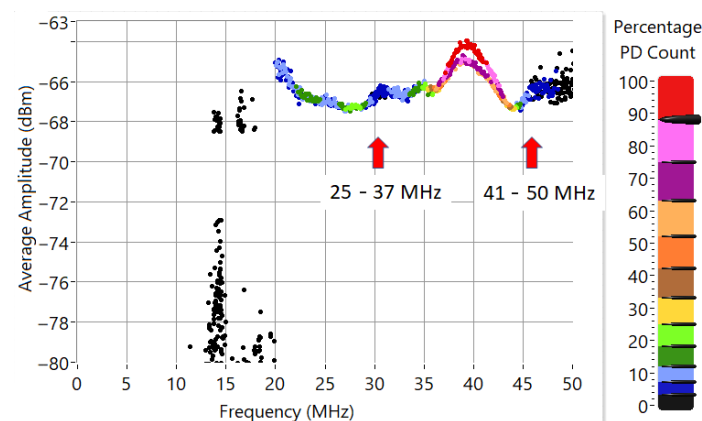 −63
−66
−68
−70
−72
−74
−76
−78
−80
Average Amplitude (dBm)
0 5 10 15 20 25 30 35 40 45 50
Frequency (MHz)
25 - 37 MHz
41 - 50 MHz
Percentage
PD Count
100
90
80
70
60
50
40
30
20
10
0